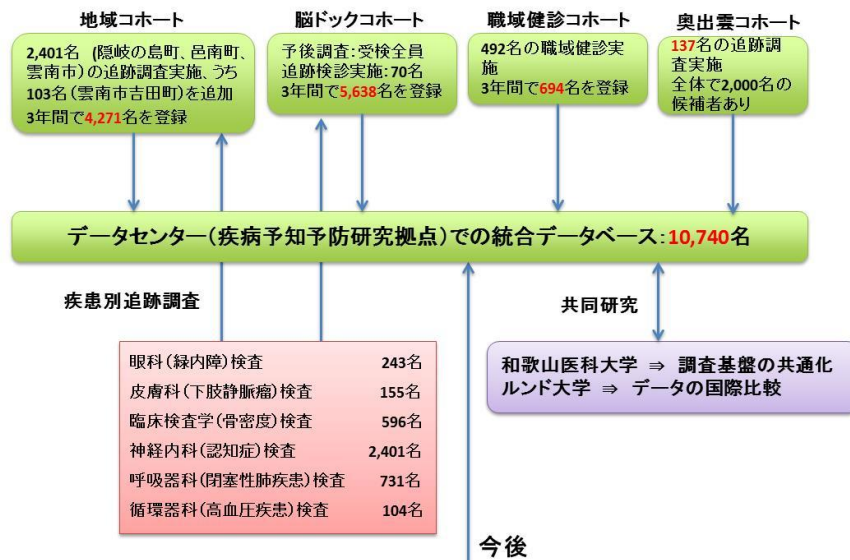 地域コホート
2,401名 (隠岐の島町、邑南町、
雲南市)の追跡調査実施、うち
103名(雲南市吉田町)を追加
3年間で4,271名を登録
脳ドックコホート
予後調査:受検全員
追跡検診実施:70名
3年間で5,638名を登録
職域健診コホート
492名の職域健診実
施
3年間で694名を登録
奥出雲コホート
137名の追跡調
査実施
全体で2,000名の
候補者あり
データセンター(疾病予知予防研究拠点)での統合データベース:10,740名
疾患別追跡調査
共同研究
眼科(緑内障)検査 243名
皮膚科(下肢静脈瘤)検査 155名
臨床検査学(骨密度)検査 596名
神経内科(認知症)検査 2,401名
呼吸器科(閉塞性肺疾患)検査 731名
循環器科(高血圧疾患)検査 104名
和歌山医科大学 ⇒ 調査基盤の共通化
ルンド大学 ⇒ データの国際比較
今後